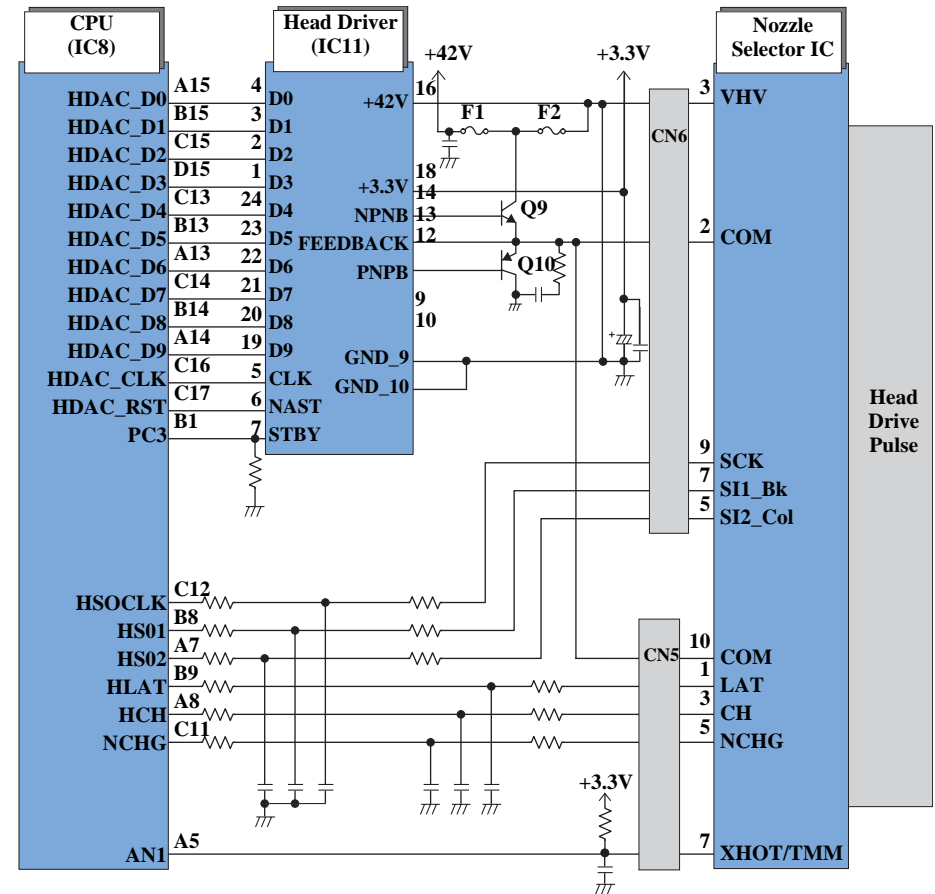 CPU
(IC8)
Head Driver
(IC11)
Nozzle
Selector IC
+42V
+3.3V
HDAC_D0 A15 4 D0
+42V 16
3 VHV
HDAC_D1 B15 3 D1
F1 F2
CN6
HDAC_D2 C15 2 D2
HDAC_D3 D15 1 D3
+3.3V 18
14
HDAC_D4 C13 24 D4
NPNB 13
Q9
HDAC_D5 B13 23 D5
FEEDBACK 12
2 COM
HDAC_D6 A13 22 D6
PNPB
Q10
HDAC_D7 C14 21 D7
9
HDAC_D8 B14 20 D8
10
HDAC_D9 A14 19 D9
GND_9
+
HDAC_CLK C16 5 CLK
GND_10
HDAC_RST C17 6 NAST
PC3 B1 7 STBY
Head
Drive
Pulse
9 SCK
7 SI1_Bk
5 SI2_Col
HSOCLK C12
HS01 B8
HS02 A7
CN5
10 COM
HLAT B9
1 LAT
HCH A8
3 CH
NCHG C11
5 NCHG
+3.3V
AN1 A5
7 XHOT/TMM